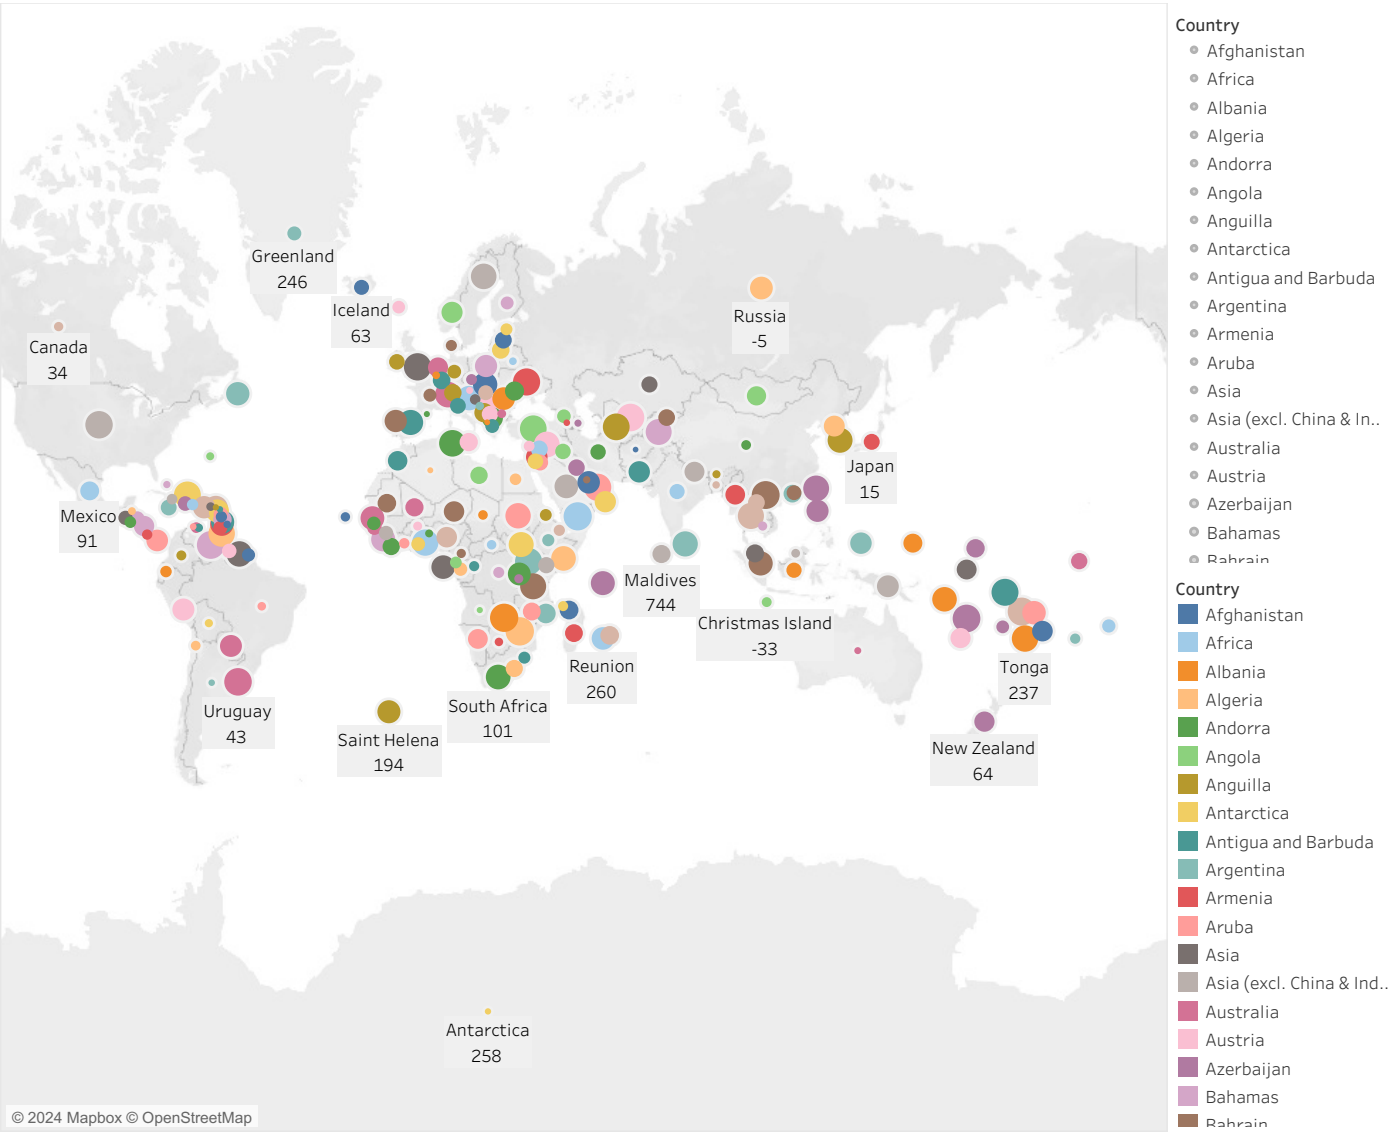 Greenland
246
Iceland
63
Russia
-5
Canada
34
Japan
15
Mexico
91
Maldives
744
Christmas Island
-33
Reunion
260
Tonga
237
South Africa
101
Uruguay
43
Saint Helena
194
New Zealand
64
Antarctica
258
© 2024 Mapbox © OpenStreetMap
Country
Afghanistan
Africa
Albania
Algeria
Andorra
Angola
Anguilla
Antarctica
Antigua and Barbuda
Argentina
Armenia
Aruba
Asia
Asia (excl. China & In..
Australia
Austria
Azerbaijan
Bahamas
Bahrain
Country
Afghanistan
Africa
Albania
Algeria
Andorra
Angola
Anguilla
Antarctica
Antigua and Barbuda
Argentina
Armenia
Aruba
Asia
Asia (excl. China & Ind..
Australia
Austria
Azerbaijan
Bahamas
Bahrain